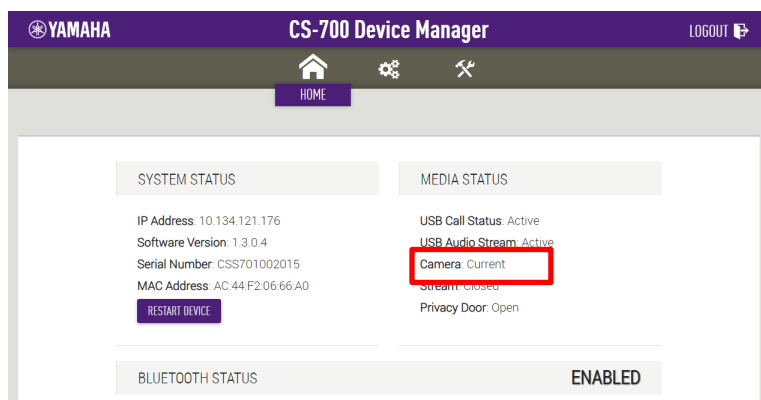 YAMAHA
CS-700 Device Manager
LOGOUT
HOME
SYSTEM STATUS
IP Address: 10.134.121.176
Software Version: 1.3.0.4
Serial Number: CSS701002015
MAC Address: AC:44:F2:06:66:A0
RESTART DEVICE
MEDIA STATUS
USB Call Status: Active
USB Audio Stream: Active
Camera: Current
Stream: Closed
Privacy Door: Open
BLUETOOTH STATUS
ENABLED